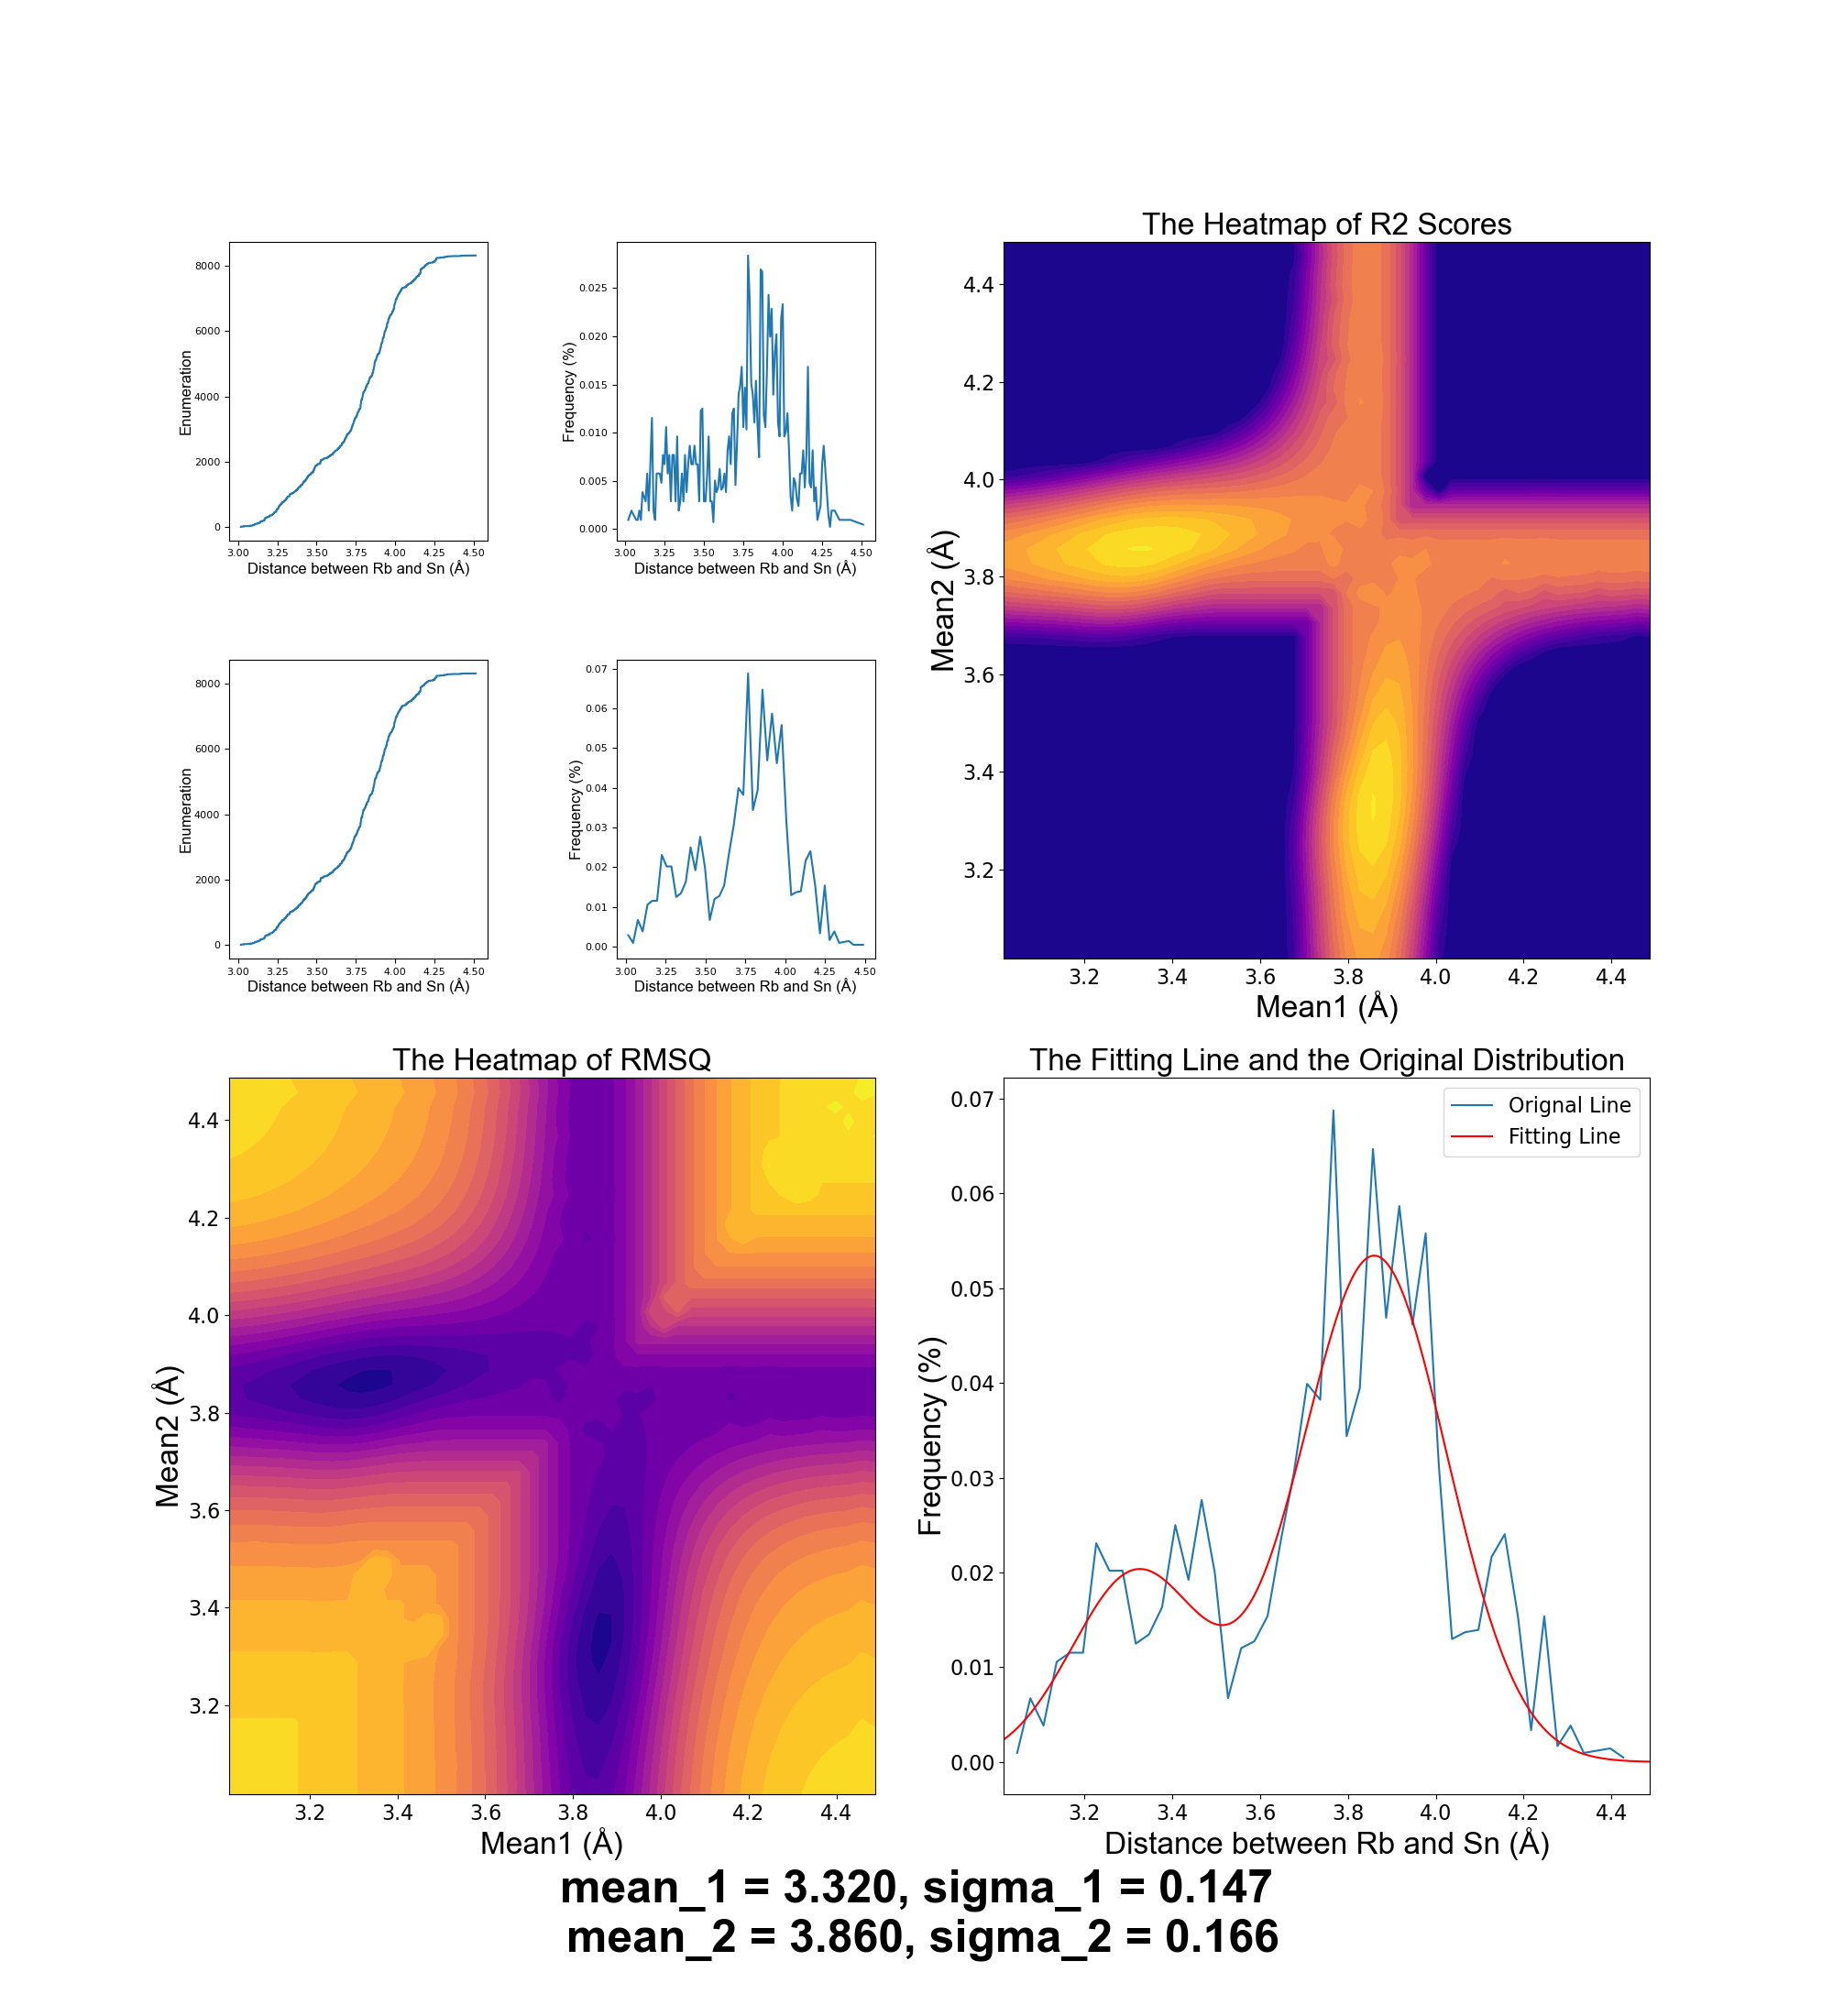 8000
6000
4000
2000
0
Enumeration
3.00 3.25 3.50 3.75 4.00 4.25 4.50
Distance between Rb and Sn (Å)
0.025
0.020
0.015
0.010
0.005
0.000
Frequency (%)
3.00 3.25 3.50 3.75 4.00 4.25 4.50
Distance between Rb and Sn (Å)
The Heatmap of R2 Scores
4.4
4.2
4.0
3.8
3.6
3.4
3.2
Mean2 (Å)
3.2 3.4 3.6 3.8 4.0 4.2 4.4
Mean1 (Å)
8000
6000
4000
2000
0
Enumeration
3.00 3.25 3.50 3.75 4.00 4.25 4.50
Distance between Rb and Sn (Å)
0.07
0.06
0.05
0.04
0.03
0.02
0.01
0.00
Frequency (%)
3.00 3.25 3.50 3.75 4.00 4.25 4.50
Distance between Rb and Sn (Å)
The Heatmap of RMSQ
4.4
4.2
4.0
3.8
3.6
3.4
3.2
Mean2 (Å)
3.2 3.4 3.6 3.8 4.0 4.2 4.4
Mean1 (Å)
The Fitting Line and the Original Distribution
Orignal Line
Fitting Line
0.07
0.06
0.05
0.04
0.03
0.02
0.01
0.00
Frequency (%)
3.2 3.4 3.6 3.8 4.0 4.2 4.4
Distance between Rb and Sn (Å)
mean_1 = 3.320, sigma_1 = 0.147
mean_2 = 3.860, sigma_2 = 0.166